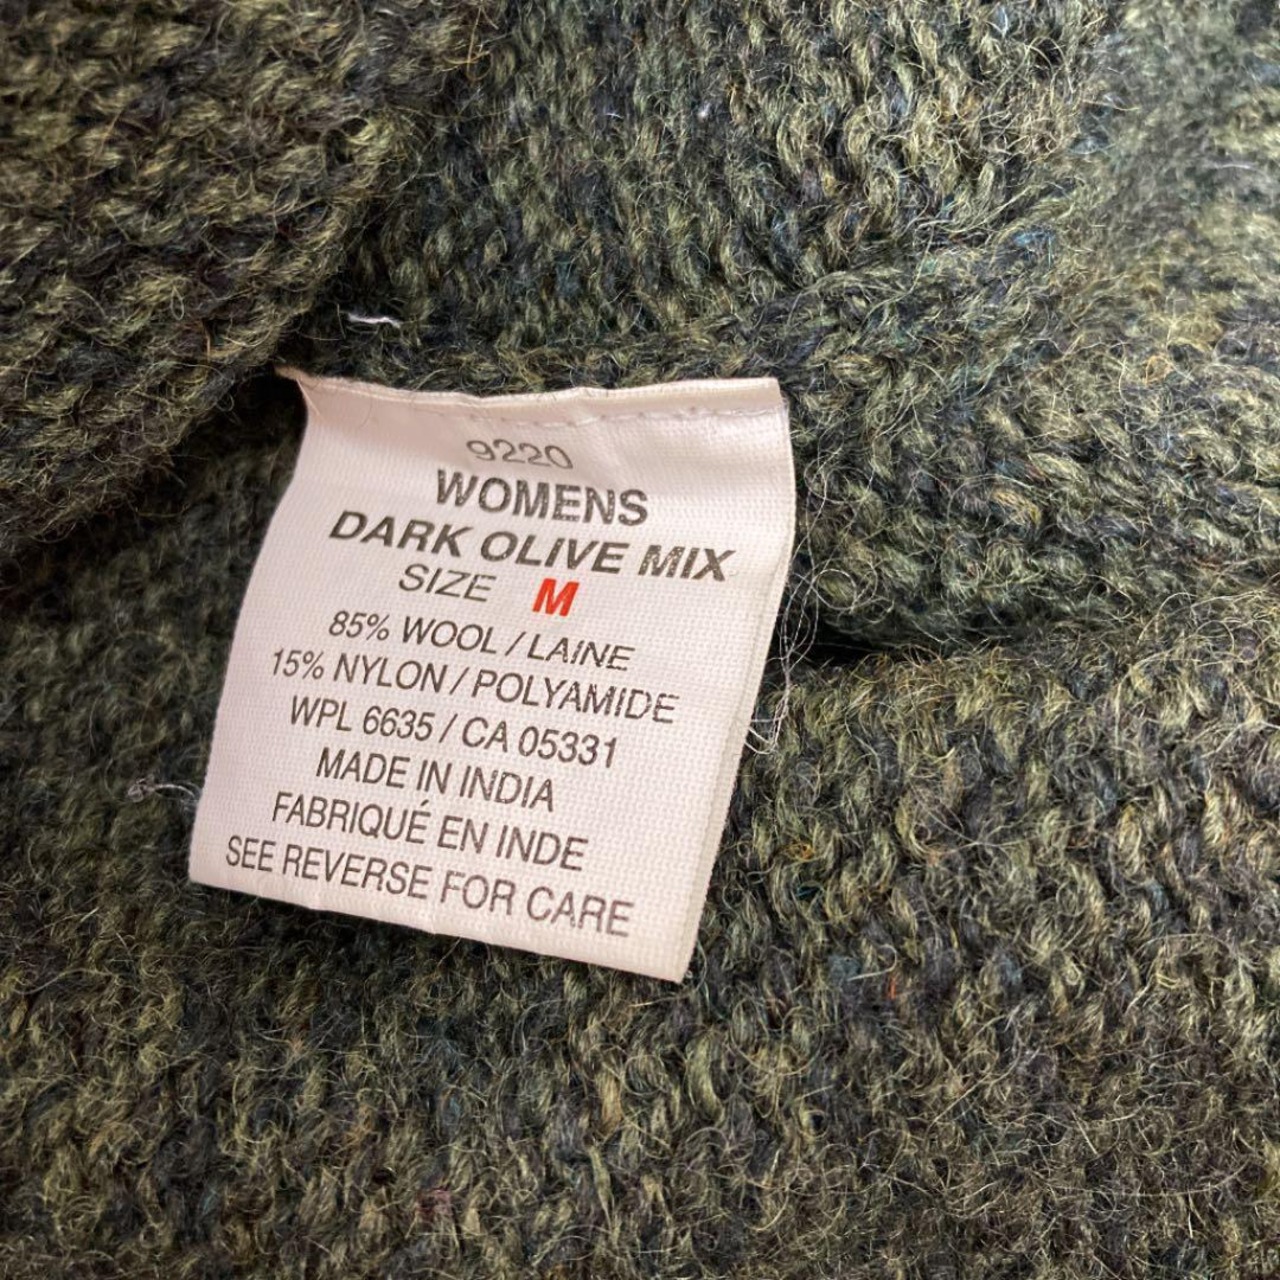 9220
WOMENS
DARK OLIVE MIX
SIZE M
85% WOOL / LAINE
15% NYLON / POLYAMIDE
WPL 6635 / CA 05331
MADE IN INDIA
FABRIQUÉ EN INDE
SEE REVERSE FOR CARE